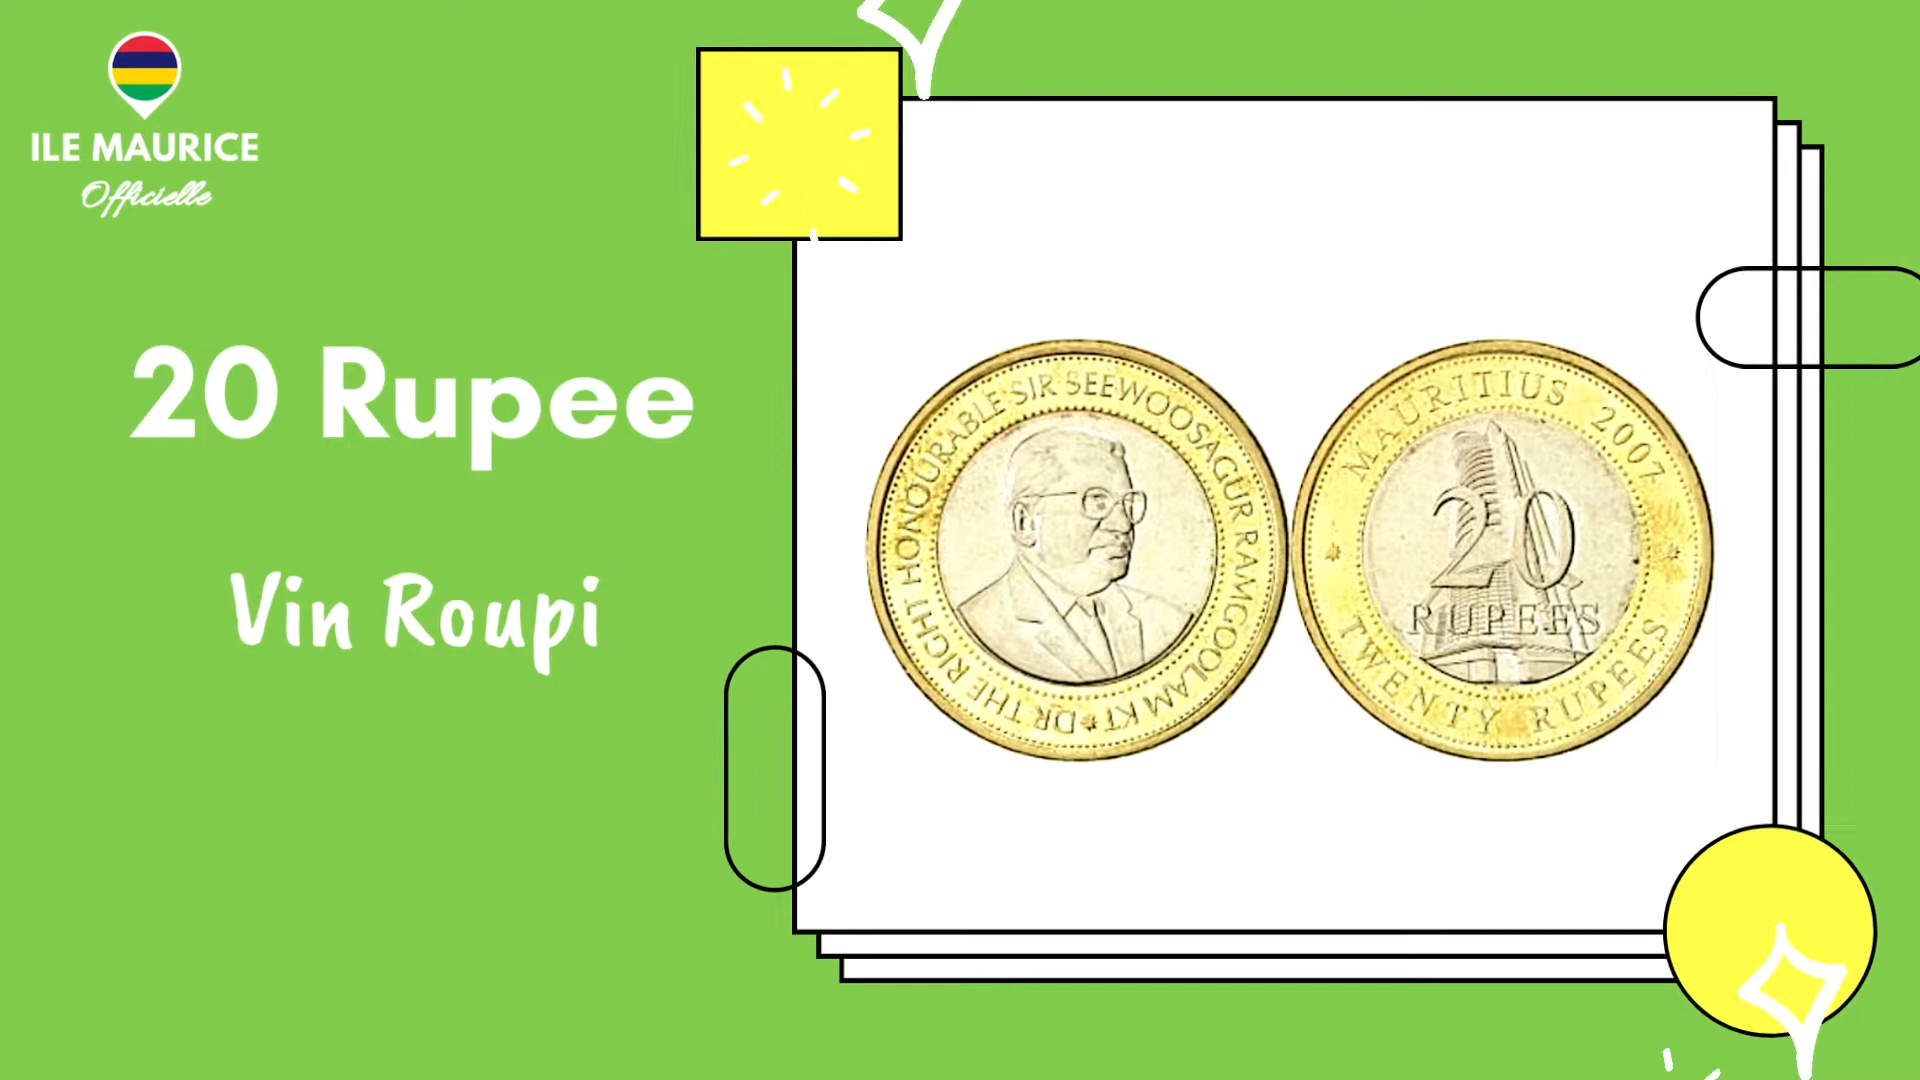 ILE MAURICE
Officielle
20 Rupee
Vin Roupi
DR THE RIGHT HONOURABLE SIR SEEWOOSAGUR RAMGOOLAM KT
MAURITIUS 2007
20
RUPEES
TWENTY RUPEES